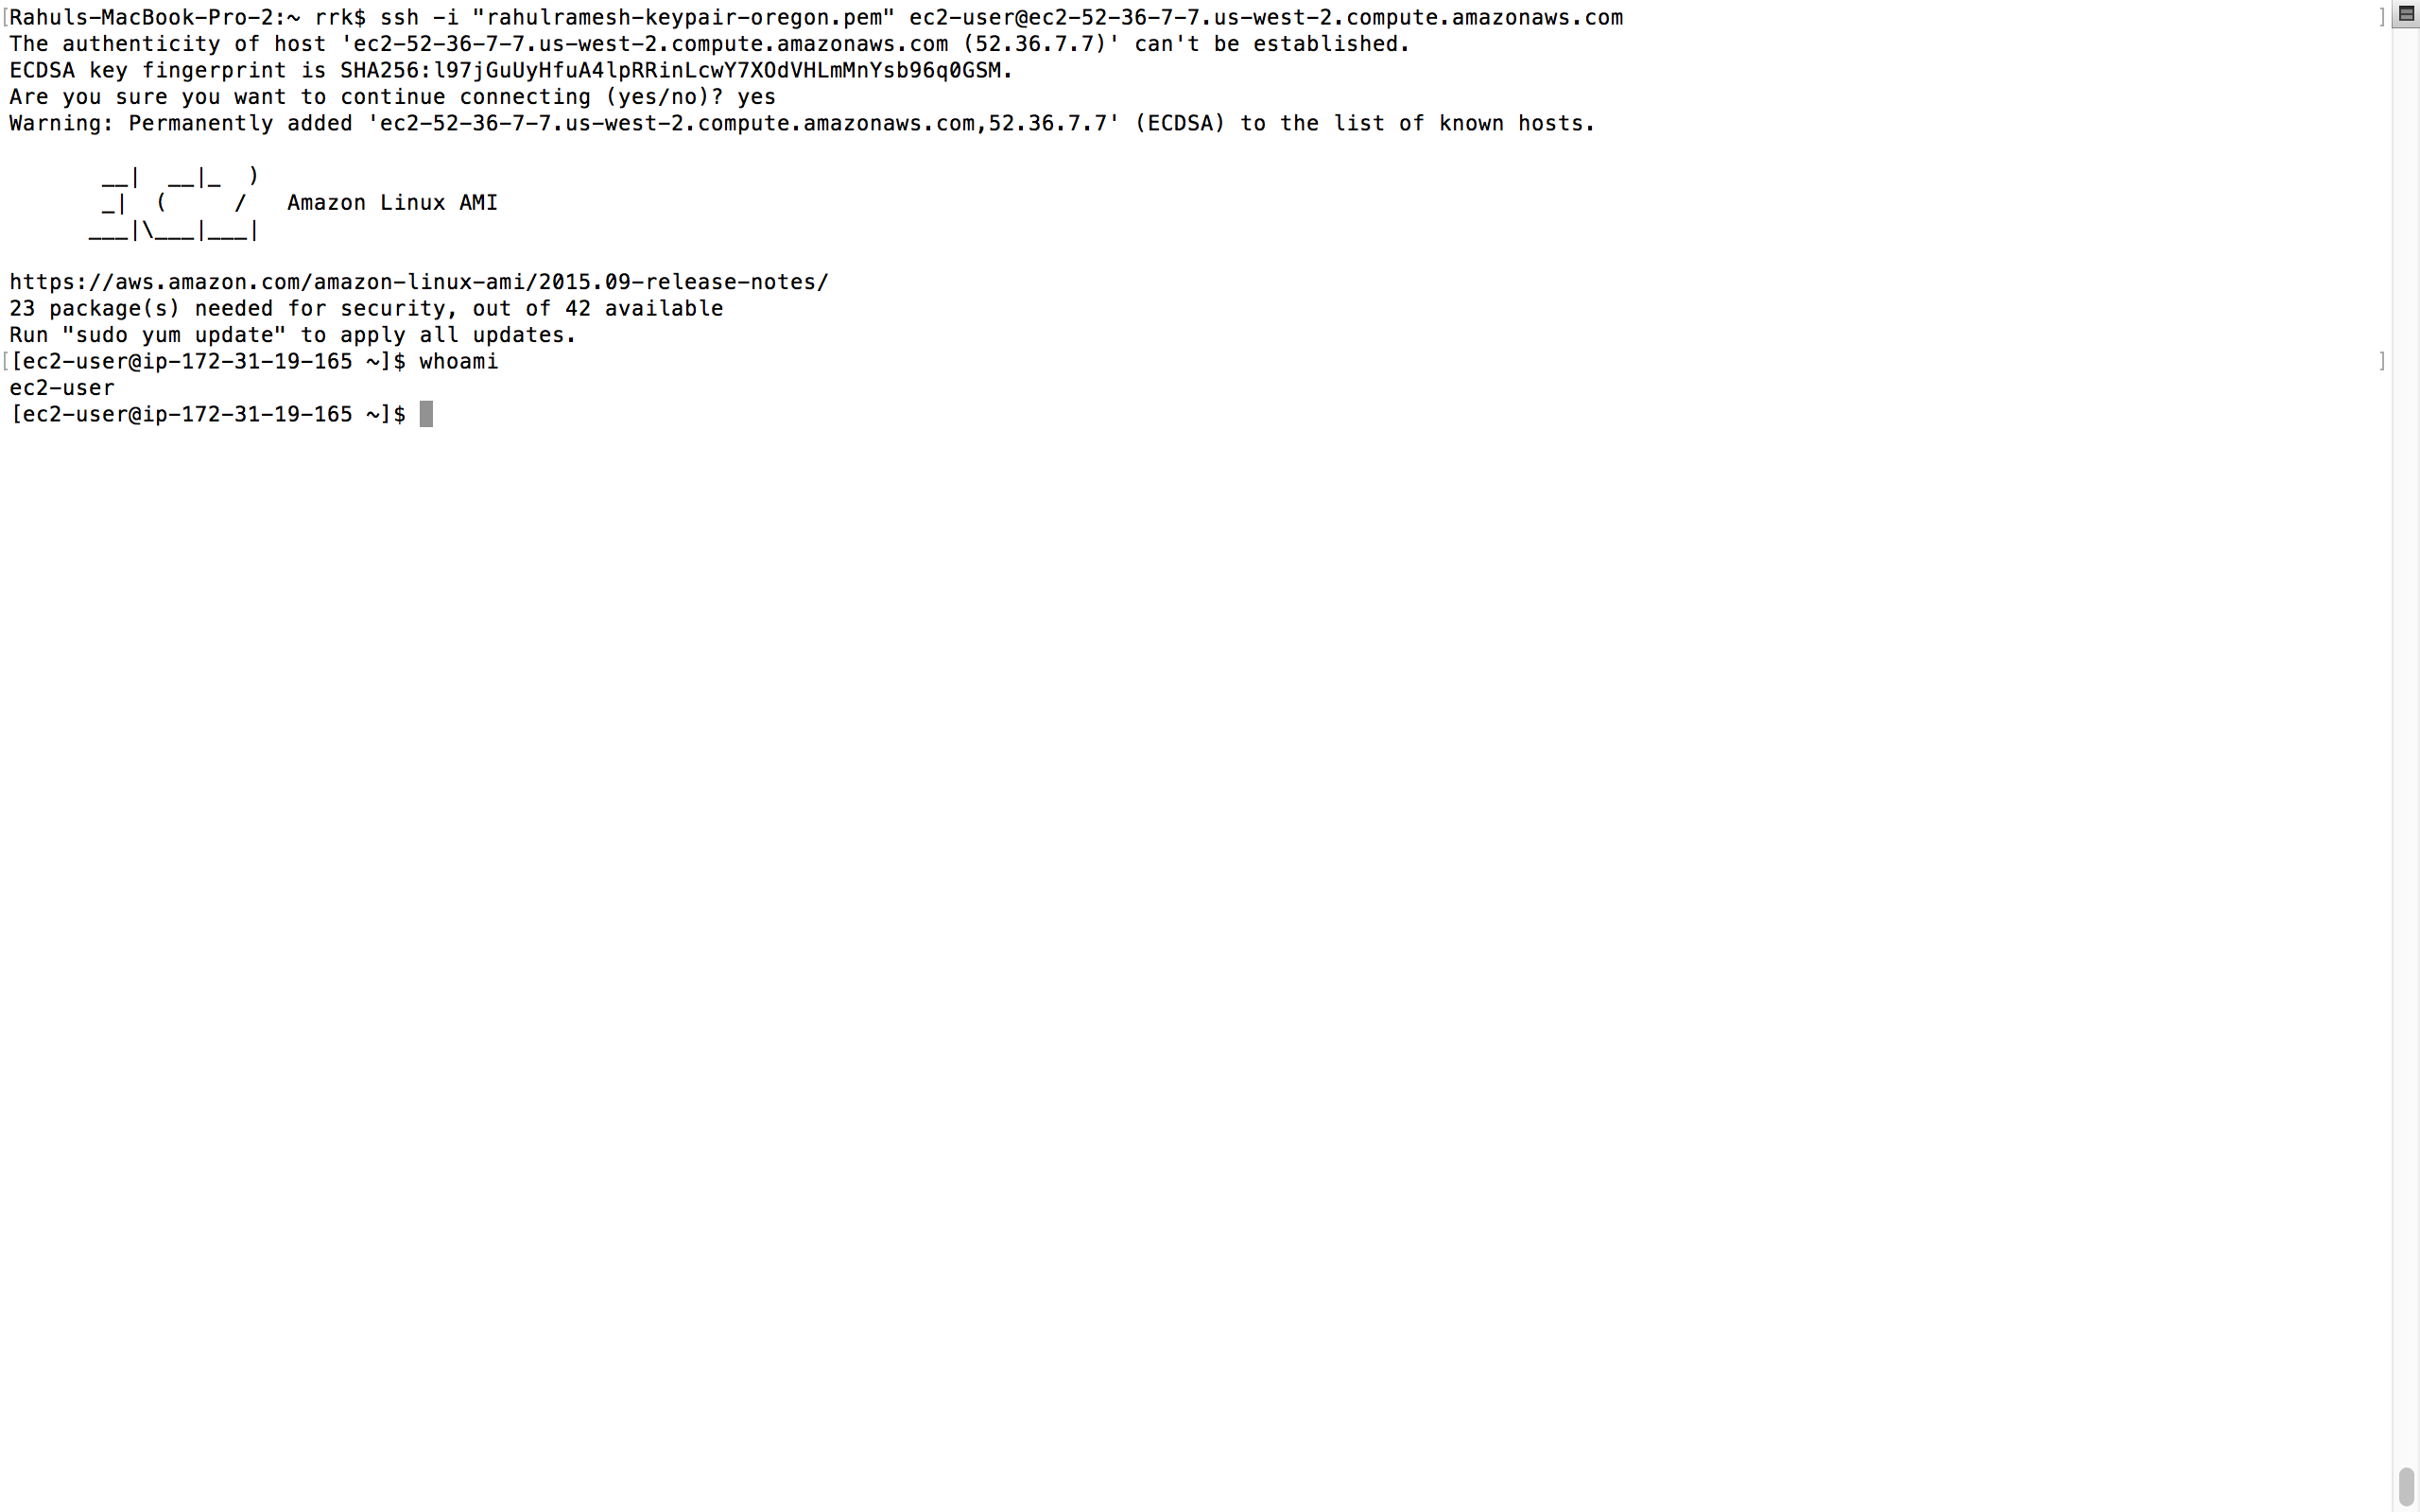 [Rahuls-MacBook-Pro-2:~ rrk$ ssh -i "rahulramesh-keypair-oregon.pem" ec2-user@ec2-52-36-7-7.us-west-2.compute.amazonaws.com ]
The authenticity of host 'ec2-52-36-7-7.us-west-2.compute.amazonaws.com (52.36.7.7)' can't be established.
ECDSA key fingerprint is SHA256:l97jGuUyHfuA4lpRRinLcwY7XOdVHLmMnYsb96q0GSM.
Are you sure you want to continue connecting (yes/no)? yes
Warning: Permanently added 'ec2-52-36-7-7.us-west-2.compute.amazonaws.com,52.36.7.7' (ECDSA) to the list of known hosts.

       __|  __|_  )
       _|  (     /   Amazon Linux AMI
      ___|\___|___|

https://aws.amazon.com/amazon-linux-ami/2015.09-release-notes/
23 package(s) needed for security, out of 42 available
Run "sudo yum update" to apply all updates.
[[ec2-user@ip-172-31-19-165 ~]$ whoami ]
ec2-user
[ec2-user@ip-172-31-19-165 ~]$